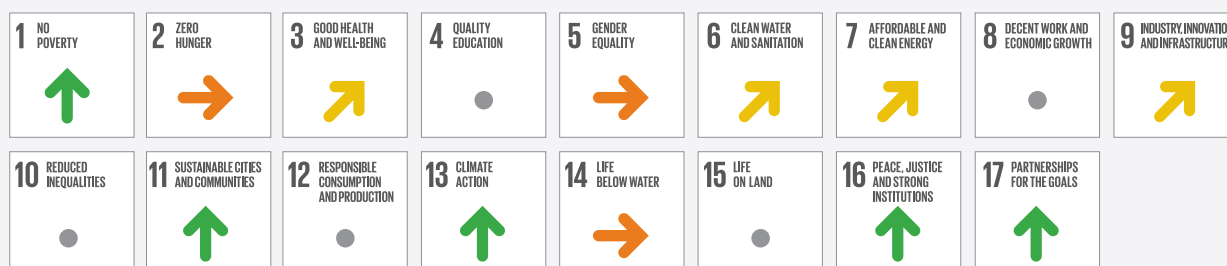 1 NO
POVERTY
2 ZERO
HUNGER
3 GOOD HEALTH
AND WELL-BEING
4 QUALITY
EDUCATION
5 GENDER
EQUALITY
6 CLEAN WATER
AND SANITATION
7 AFFORDABLE AND
CLEAN ENERGY
8 DECENT WORK AND
ECONOMIC GROWTH
9 INDUSTRY, INNOVATIO
AND INFRASTRUCTUR
10 REDUCED
INEQUALITIES
11 SUSTAINABLE CITIES
AND COMMUNITIES
12 RESPONSIBLE
CONSUMPTION
AND PRODUCTION
13 CLIMATE
ACTION
14 LIFE
BELOW WATER
15 LIFE
ON LAND
16 PEACE, JUSTICE
AND STRONG
INSTITUTIONS
17 PARTNERSHIPS
FOR THE GOALS